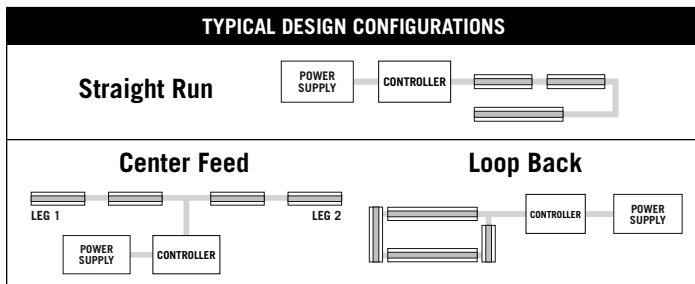 TYPICAL DESIGN CONFIGURATIONS
Straight Run
POWER
SUPPLY
CONTROLLER
Center Feed
LEG 1
LEG 2
POWER
SUPPLY
CONTROLLER
Loop Back
CONTROLLER
POWER
SUPPLY